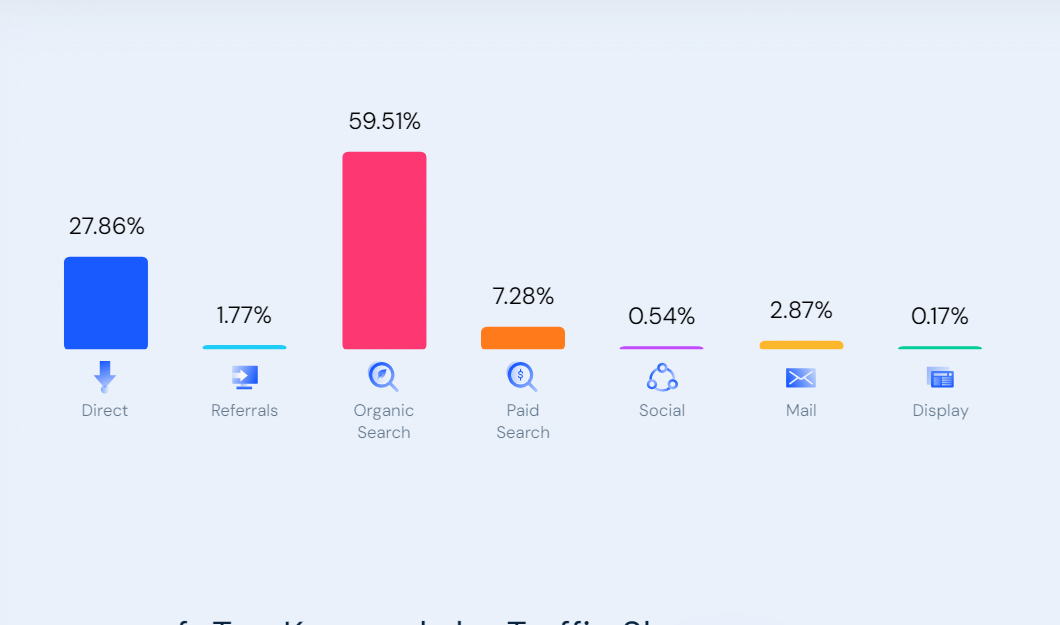 59.51%
27.86%
7.28%
2.87%
1.77%
0.54%
0.17%
Direct
Referrals
Organic
Search
Paid
Search
Social
Mail
Display